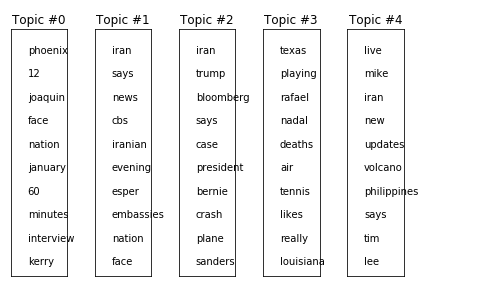 Topic #0 Topic #1 Topic #2 Topic #3 Topic #4
phoenix iran iran texas live
12 says trump playing mike
joaquin news bloomberg rafael iran
face cbs says nadal new
nation iranian case deaths updates
january evening president air volcano
60 esper bernie tennis philippines
minutes embassies crash likes says
interview nation plane really tim
kerry face sanders louisiana lee